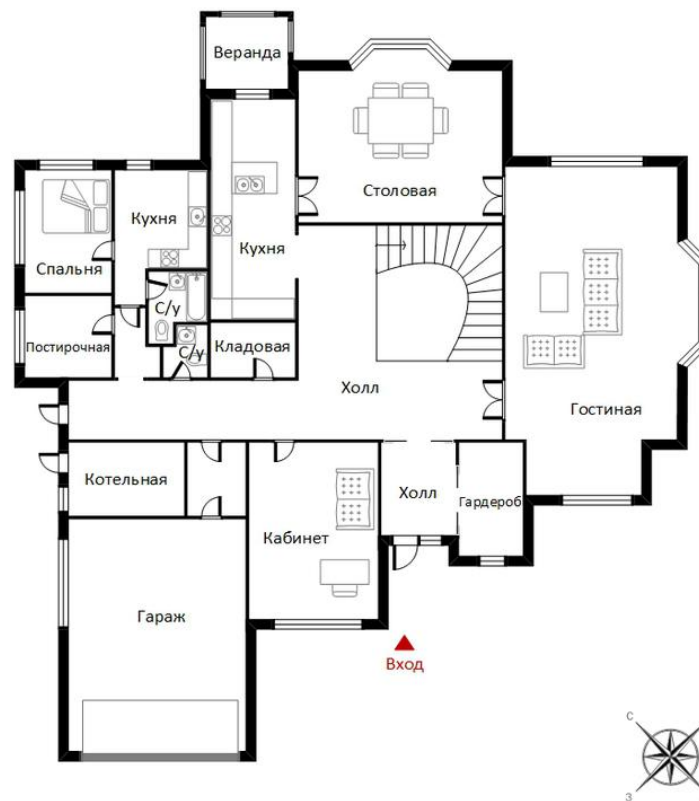 Веранда
Столовая
Кухня
Кухня
Спальня
С/у
Постирочная
С/у
Кладовая
Холл
Гостиная
Котельная
Холл
Гардероб
Кабинет
Гараж
Вход
С
З